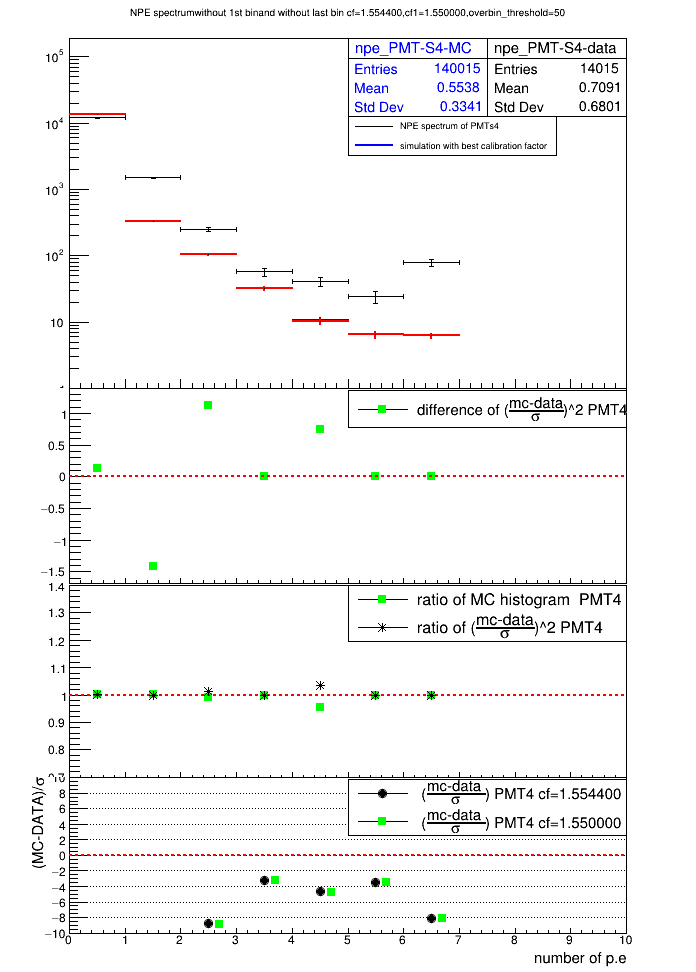 NPE spectrumwithout 1st binand without last bin cf=1.554400,cf1=1.550000,overbin_threshold=50
npe_PMT-S4-MC
Entries 140015
Mean 0.5538
Std Dev 0.3341
npe_PMT-S4-data
Entries 14015
Mean 0.7091
Std Dev 0.6801
NPE spectrum of PMTs4
simulation with best calibration factor
10^5
10^4
10^3
10^2
10
difference of (mc-data/σ)^2 PMT4
1
0.5
0
−0.5
−1
−1.5
ratio of MC histogram PMT4
ratio of (mc-data/σ)^2 PMT4
1.4
1.3
1.2
1.1
1
0.9
0.8
0.7
(mc-data/σ) PMT4 cf=1.554400
(mc-data/σ) PMT4 cf=1.550000
(MC-DATA)/σ
8
6
4
2
0
−2
−4
−6
−8
−10
0 1 2 3 4 5 6 7 8 9 10
number of p.e